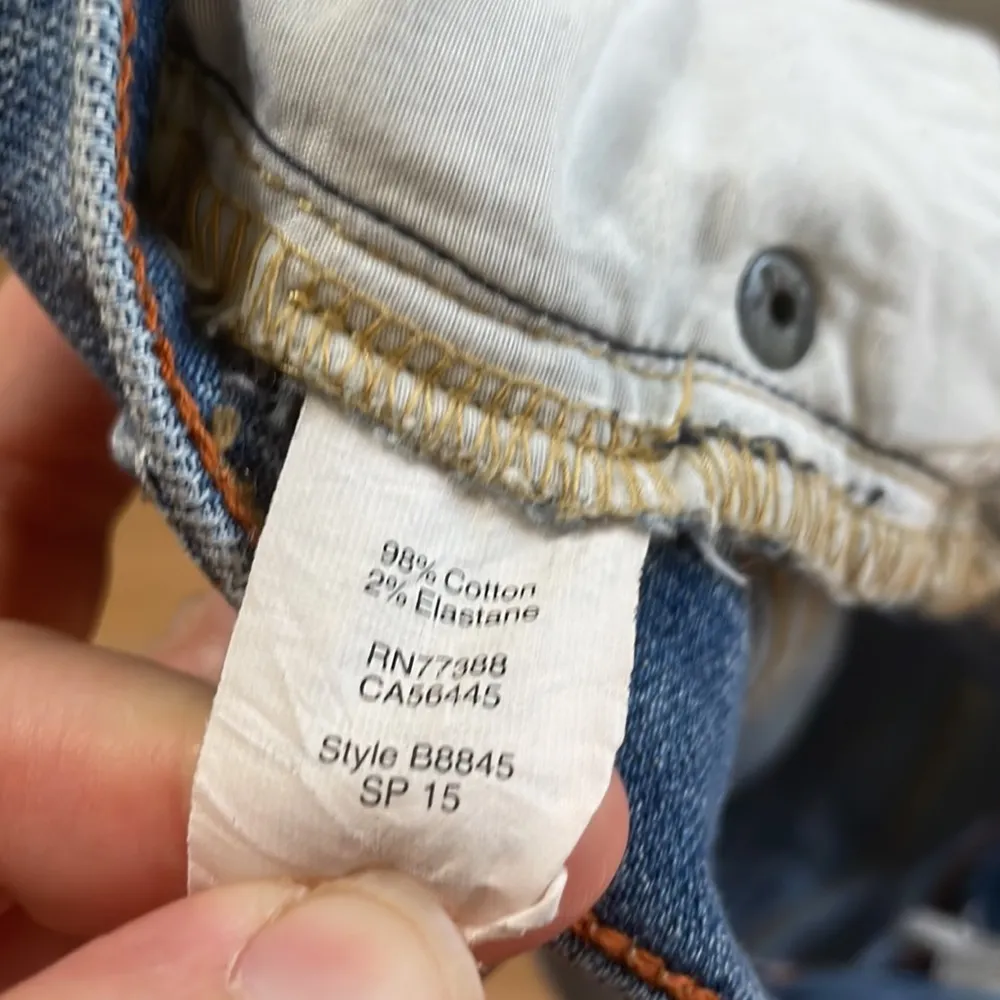 98% Cotton
2% Elastane
RN77388
CA56445
Style B8845
SP 15